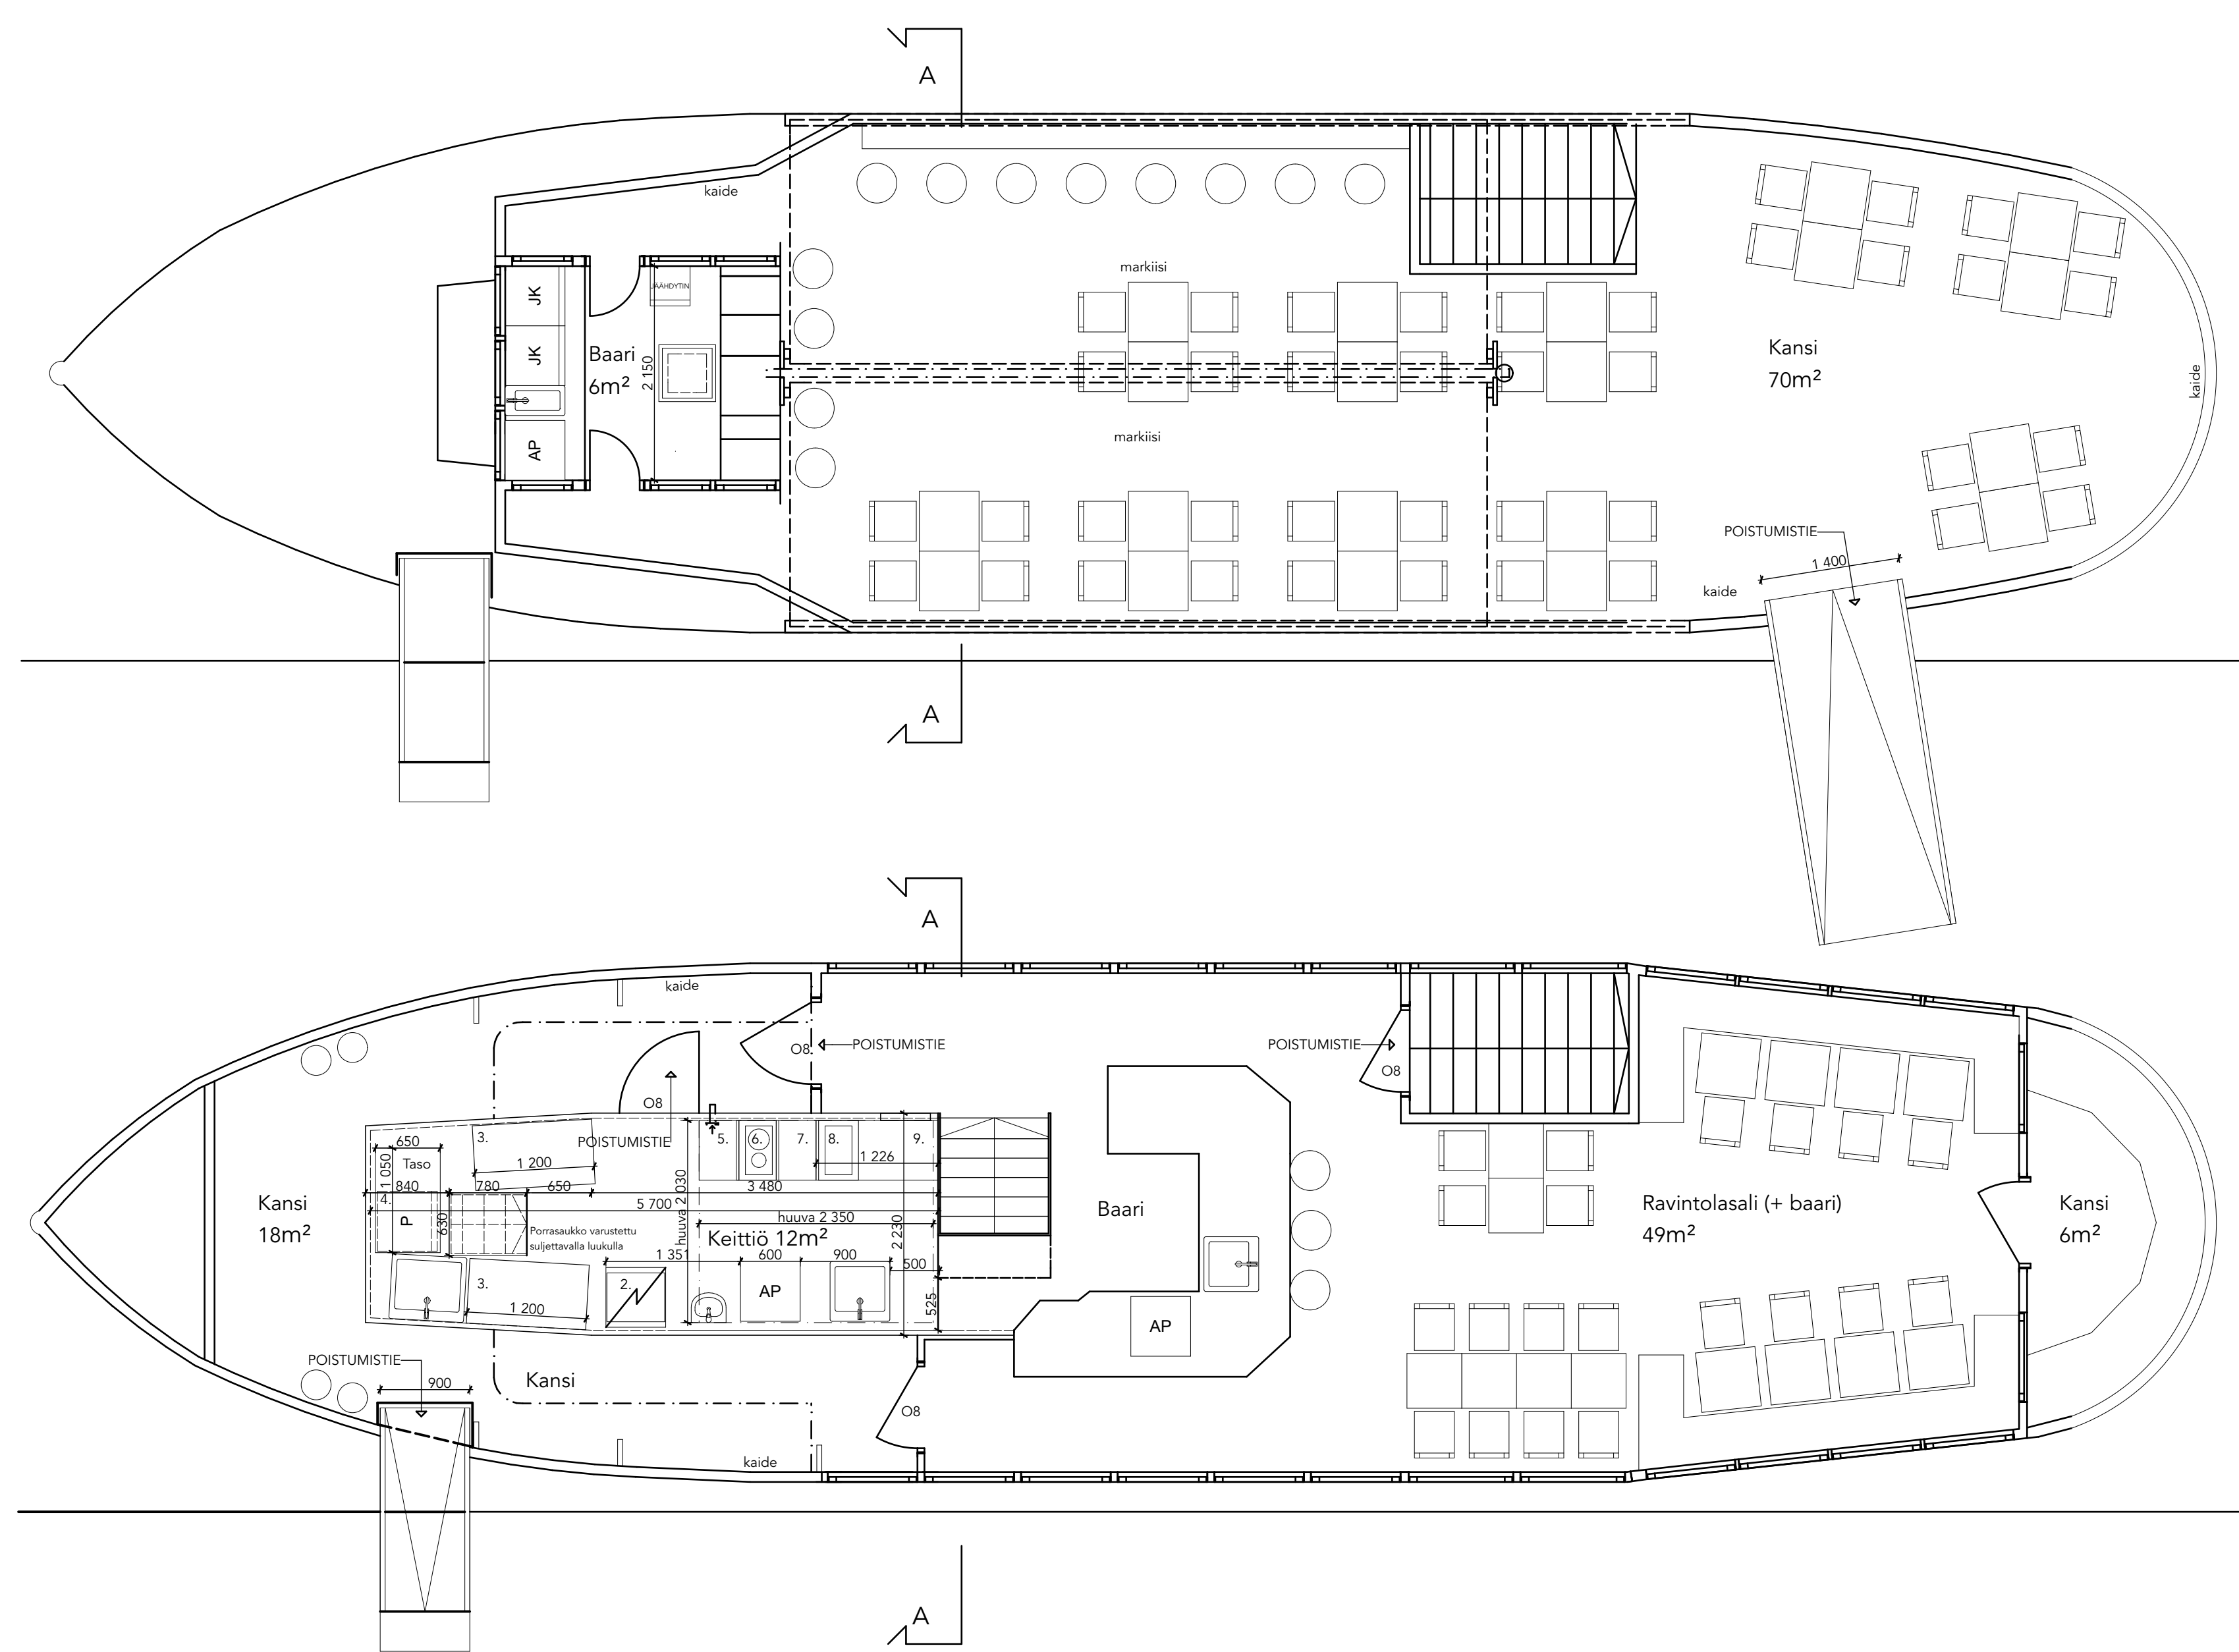 A
kaide
JK
JÄÄHDYTIN
markiisi
JK
Baari
6m²
2 150
Kansi
70m²
kaide
AP
markiisi
POISTUMISTIE
1 400
kaide
A
A
kaide
O8
POISTUMISTIE
POISTUMISTIE
O8
O8
POISTUMISTIE
650
3.
5.
6.
7.
8.
9.
Taso
1 050
1 200
1 226
840
780
650
3 480
4.
5 700
huuva 2 030
P
630
huuva 2 350
Porrasaukko varustettu
suljettavalla luukulla
Keittiö 12m²
2 230
Kansi
18m²
Baari
Ravintolasali (+ baari)
49m²
Kansi
6m²
1 351
600
900
500
3.
2.
AP
1 200
525
AP
POISTUMISTIE
900
Kansi
O8
kaide
A